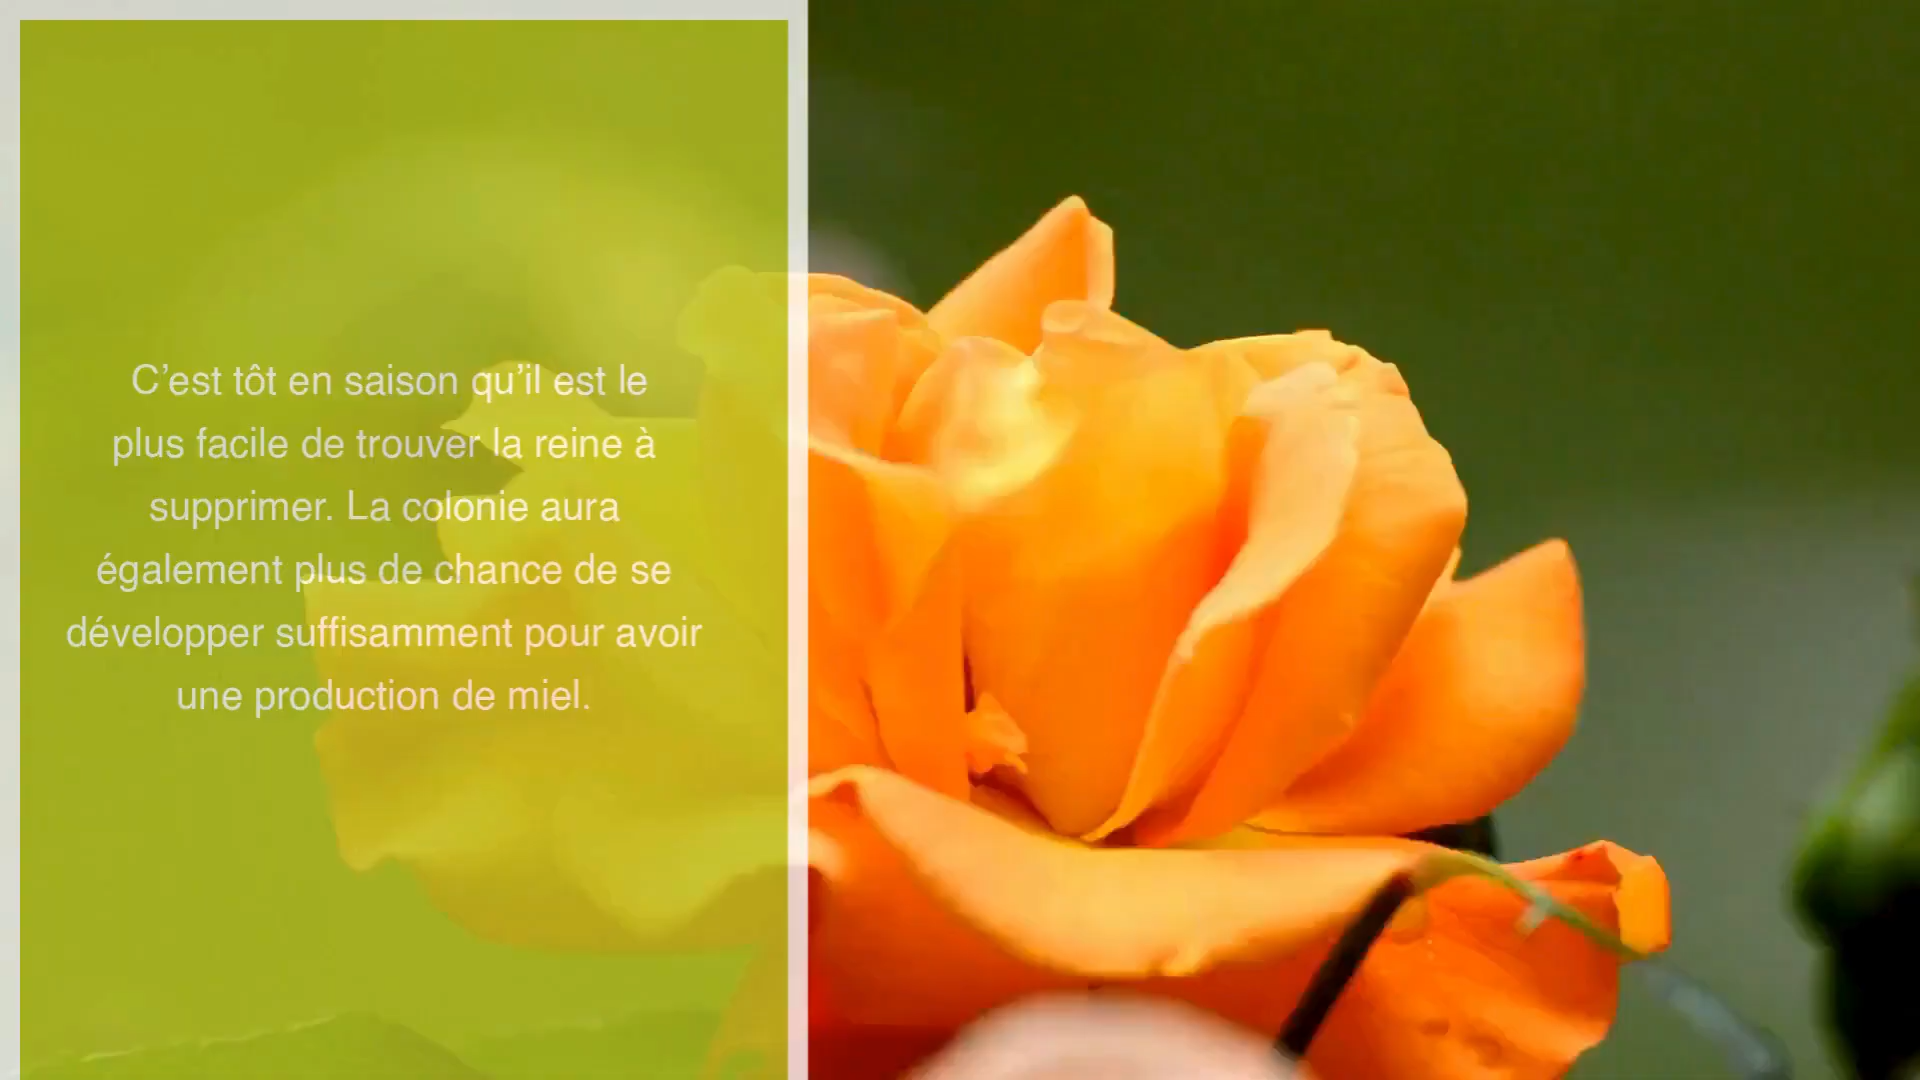 C’est tôt en saison qu’il est le
plus facile de trouver la reine à
supprimer. La colonie aura
également plus de chance de se
développer suffisamment pour avoir
une production de miel.